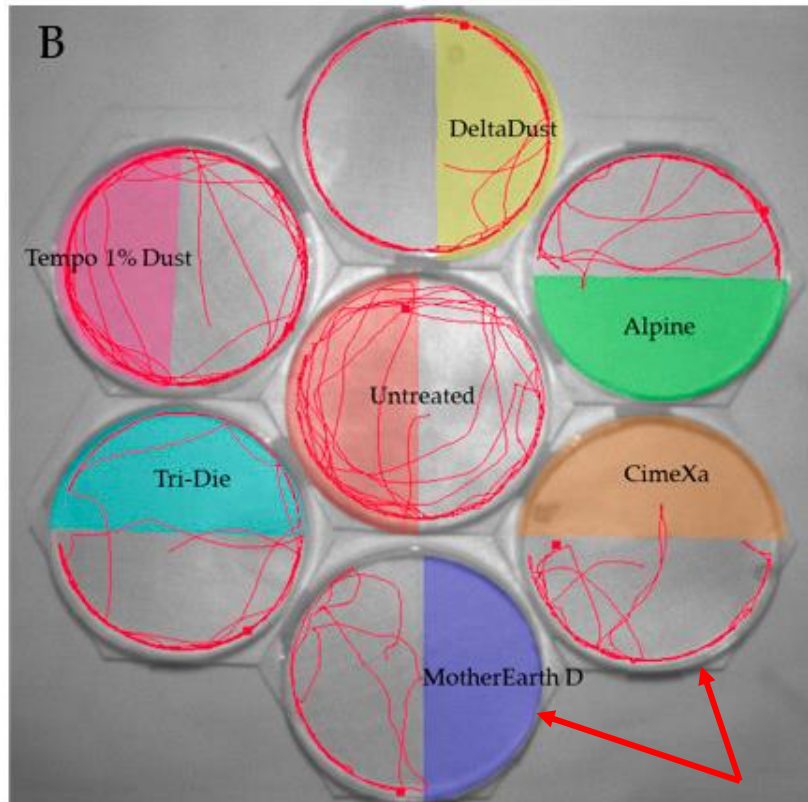 B
DeltaDust
Tempo 1% Dust
Alpine
Untreated
Tri-Die
CimeXa
MotherEarth D